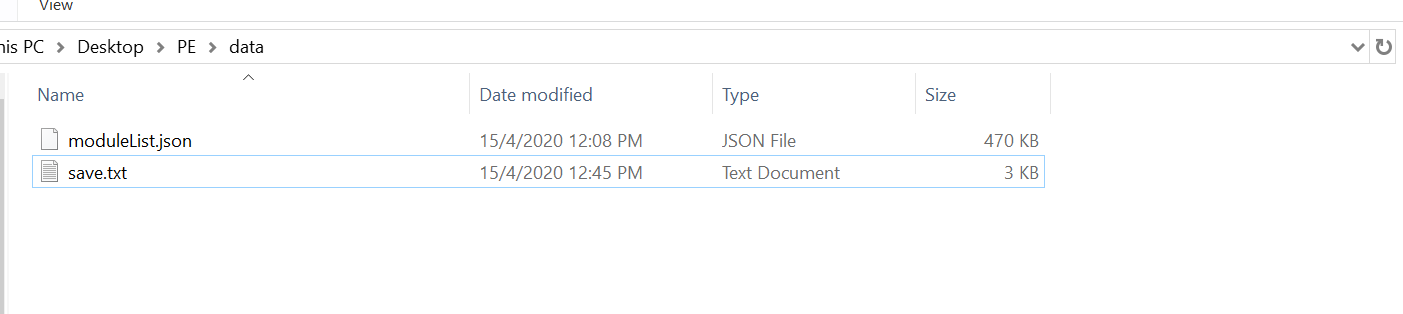 View
his PC > Desktop > PE > data
Name Date modified Type Size
moduleList.json 15/4/2020 12:08 PM JSON File 470 KB
save.txt 15/4/2020 12:45 PM Text Document 3 KB